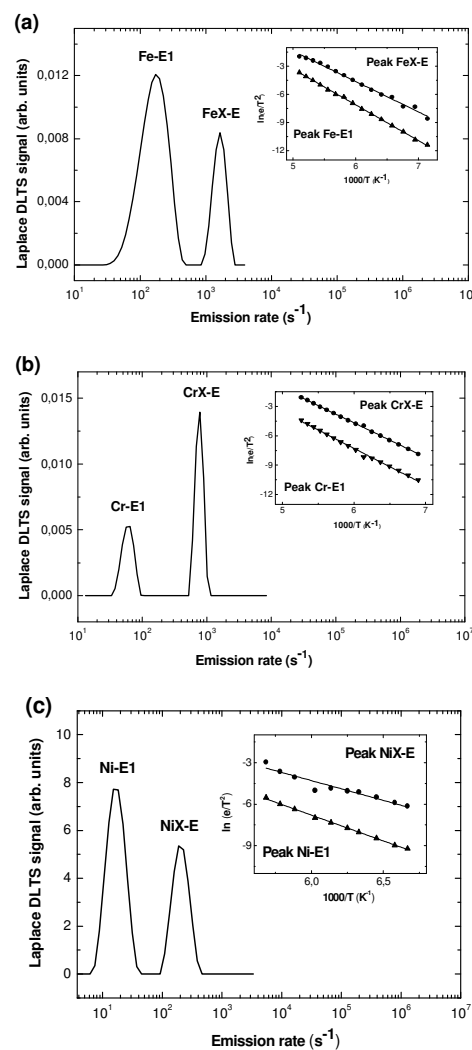 (a)
Laplace DLTS signal (arb. units)
0,012
0,008
0,004
0,000
Fe-E1
FeX-E
10¹ 10² 10³ 10⁴ 10⁵ 10⁶ 10⁷
Emission rate (s⁻¹)
ln(e/T²)
-3
-6
-9
-12
Peak FeX-E
Peak Fe-E1
5 6 7
1000/T (K⁻¹)
(b)
Laplace DLTS signal (arb. units)
0,015
0,010
0,005
0,000
CrX-E
Cr-E1
10¹ 10² 10³ 10⁴ 10⁵ 10⁶ 10⁷
Emission rate (s⁻¹)
ln(e/T²)
-3
-6
-9
-12
Peak CrX-E
Peak Cr-E1
5 6 7
1000/T (K⁻¹)
(c)
Laplace DLTS signal (arb. units)
10
8
6
4
2
0
Ni-E1
NiX-E
10¹ 10² 10³ 10⁴ 10⁵ 10⁶ 10⁷
Emission rate (s⁻¹)
ln (e/T²)
-3
-6
-9
Peak NiX-E
Peak Ni-E1
6,0 6,5
1000/T (K⁻¹)